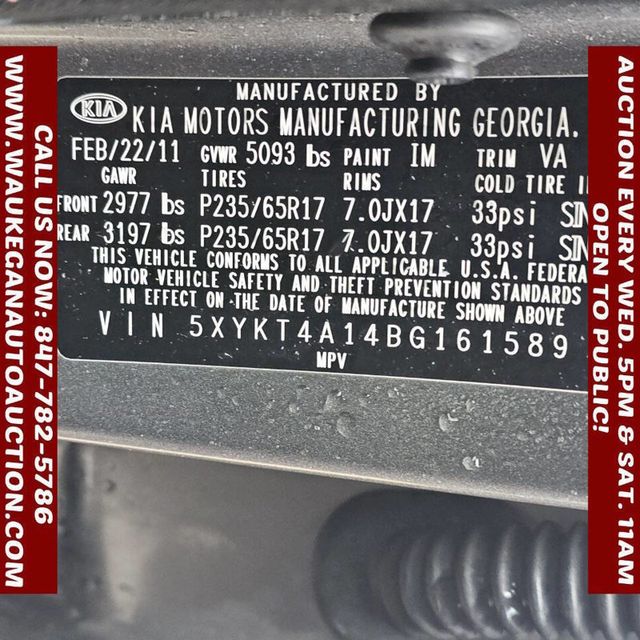 MANUFACTURED BY
KIA KIA MOTORS MANUFACTURING GEORGIA.
FEB/22/11 GVWR 5093 lbs PAINT IM TRIM VA
GAWR TIRES RIMS COLD TIRE I
FRONT 2977 lbs P235/65R17 7.0JX17 33psi SIN
REAR 3197 lbs P235/65R17 7.0JX17 33psi SIN
THIS VEHICLE CONFORMS TO ALL APPLICABLE U.S.A. FEDERA
MOTOR VEHICLE SAFETY AND THEFT PREVENTION STANDARDS
IN EFFECT ON THE DATE OF MANUFACTURE SHOWN ABOVE
VIN 5XYKT4A14BG161589
MPV
CALL US NOW: 847-782-5786
WWW.WAUKEGANAUTOAUCTION.COM
AUCTION EVERY WED. 5PM & SAT. 11AM
OPEN TO PUBLIC!